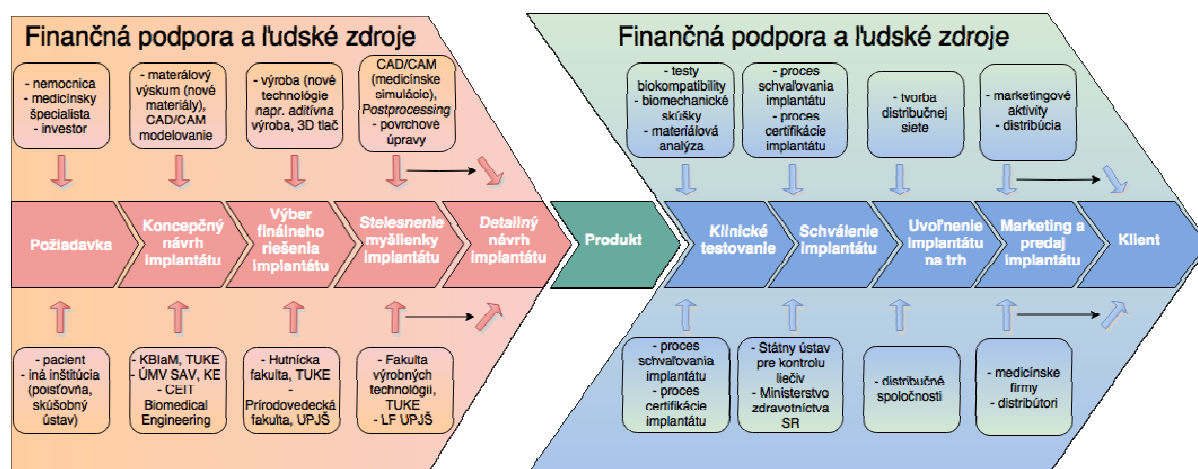 Finančná podpora a ľudské zdroje
Finančná podpora a ľudské zdroje
- nemocnica
- medicínsky
špecialista
- investor
- materálový
výskum (nové
materiály),
CAD/CAM
modelovanie
- výroba (nové
technológie
napr. aditívna
výroba, 3D tlač
CAD/CAM
(medicínske
simulácie),
Postprocessing
- povrchové
úpravy
- testy
biokompatibility
- biomechanické
skúšky
- materiálová
analýza
- proces
schvaľovania
implantátu
- proces
certifikácie
implantátu
- tvorba
distribučnej
siete
- marketingové
aktivity
- distribúcia
Požiadavka
Koncepčný
návrh
implantátu
Výber
finálneho
riešenia
implantátu
Stelesnenie
myšlienky
implantátu
Detailný
návrh
implantátu
Produkt
Klinické
testovanie
Schválenie
implantátu
Uvoľnenie
implantátu
na trh
Marketing a
predaj
implantátu
Klient
- pacient
- iná inštitúcia
(poisťovňa,
skúšobný
ústav)
- KBIaM, TUKE
- ÚMV SAV, KE
- CEIT
Biomedical
Engineering
- Hutnícka
fakulta, TUKE
-
Prírodovedecká
fakulta, UPJŠ
- Fakulta
výrobných
technológií,
TUKE
- LF UPJŠ
- proces
schvaľovania
implantátu
- proces
certifikácie
implantátu
- Štátny ústav
pre kontrolu
liečiv
- Ministerstvo
zdravotníctva
SR
- distribučné
spoločnosti
- medicínske
firmy
- distribútori